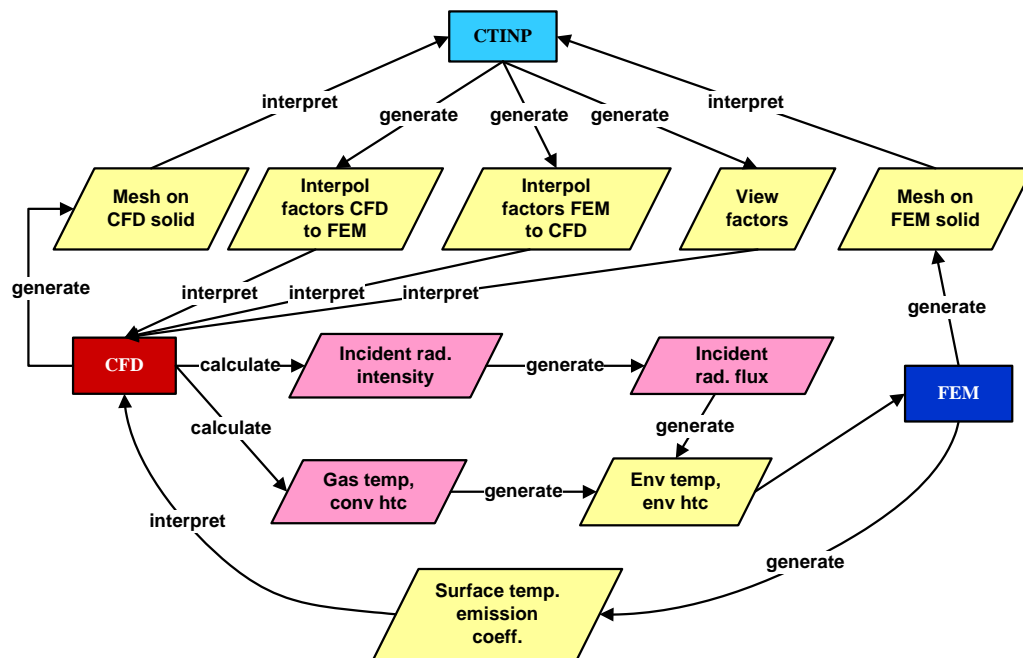 CTINP
interpret
interpret
generate
generate
generate
Mesh on
CFD solid
Interpol
factors CFD
to FEM
Interpol
factors FEM
to CFD
View
factors
Mesh on
FEM solid
generate
interpret
interpret
interpret
generate
CFD
calculate
Incident rad.
intensity
generate
Incident
rad. flux
FEM
calculate
generate
Gas temp,
conv htc
generate
Env temp,
env htc
interpret
generate
Surface temp.
emission
coeff.